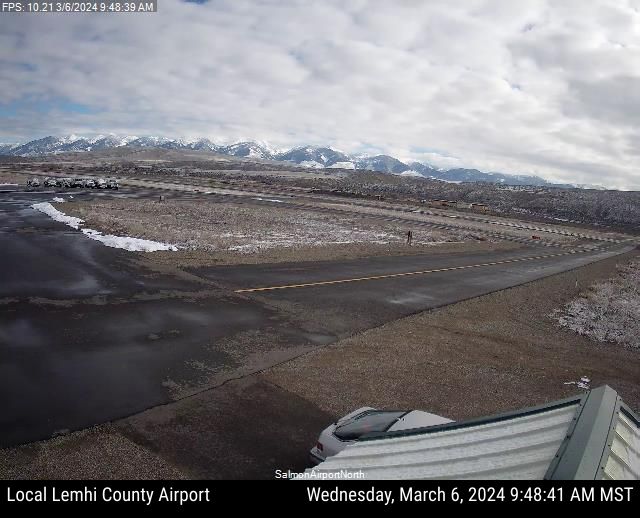 FPS: 10.21 3/6/2024 9:48:39 AM
SalmonAirportNorth
Local Lemhi County Airport Wednesday, March 6, 2024 9:48:41 AM MST